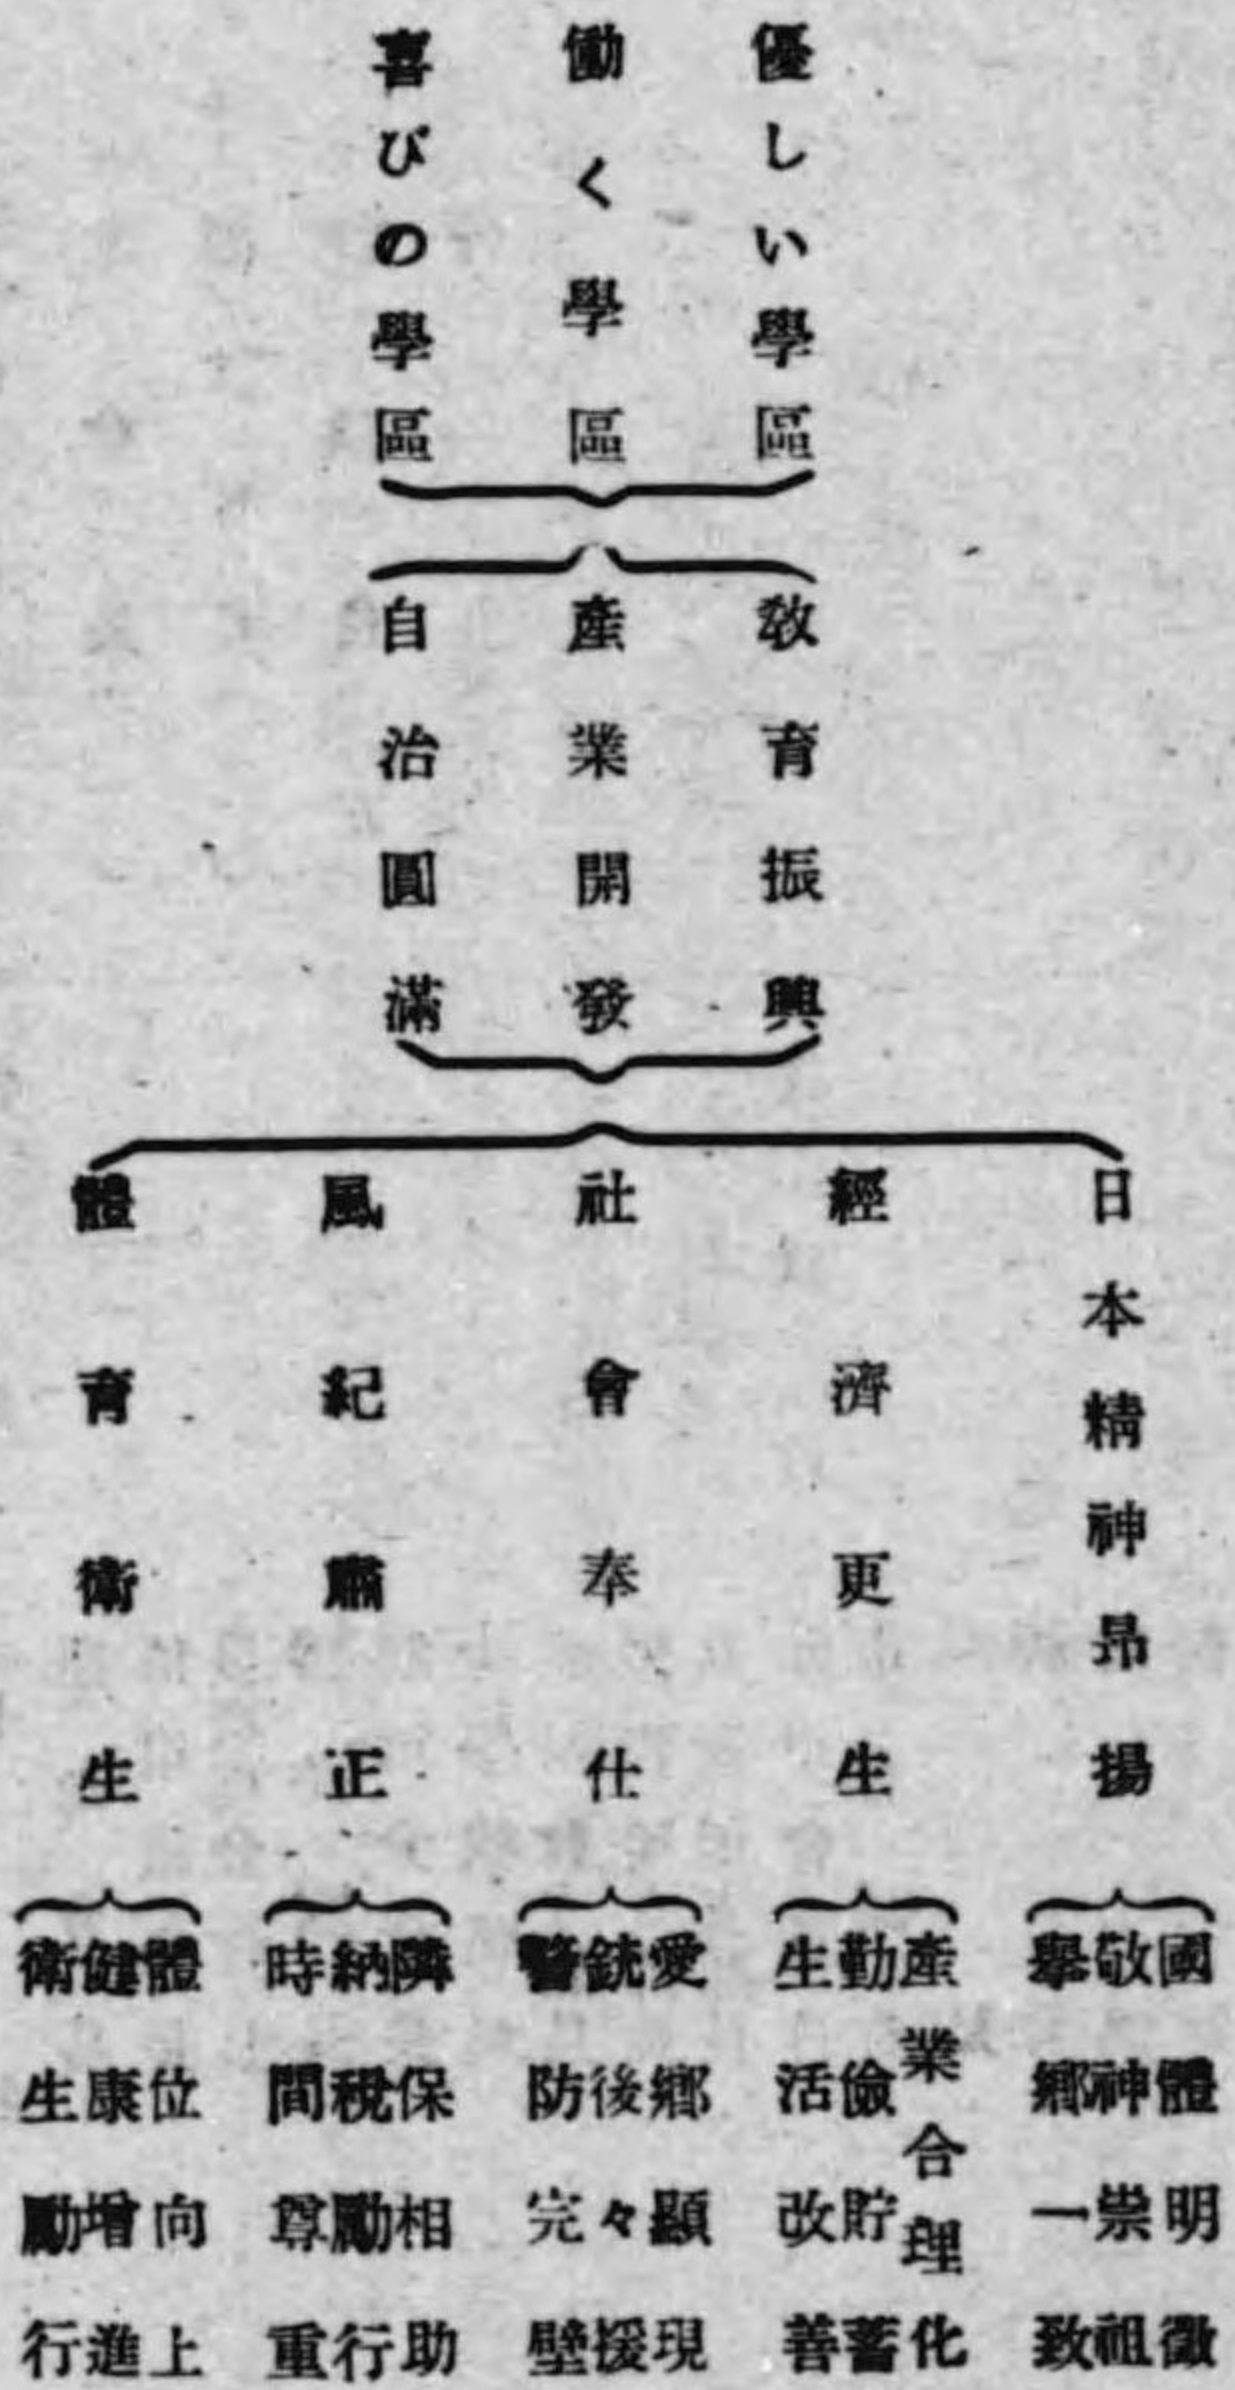 優しい學區
働く學區
喜びの學區
敎育振興
產業開發
自治圓滿
日本精神昂揚
經濟更生
社會奉仕
風紀肅正
體育衛生
國體明徵
敬神崇祖
擧鄕一致
產業合理化
勤儉貯蓄
生活改善
愛鄕顯現
銃後々援
警防完壁
隣保相助
納稅勵行
時間尊重
體位向上
健康增進
衛生勵行